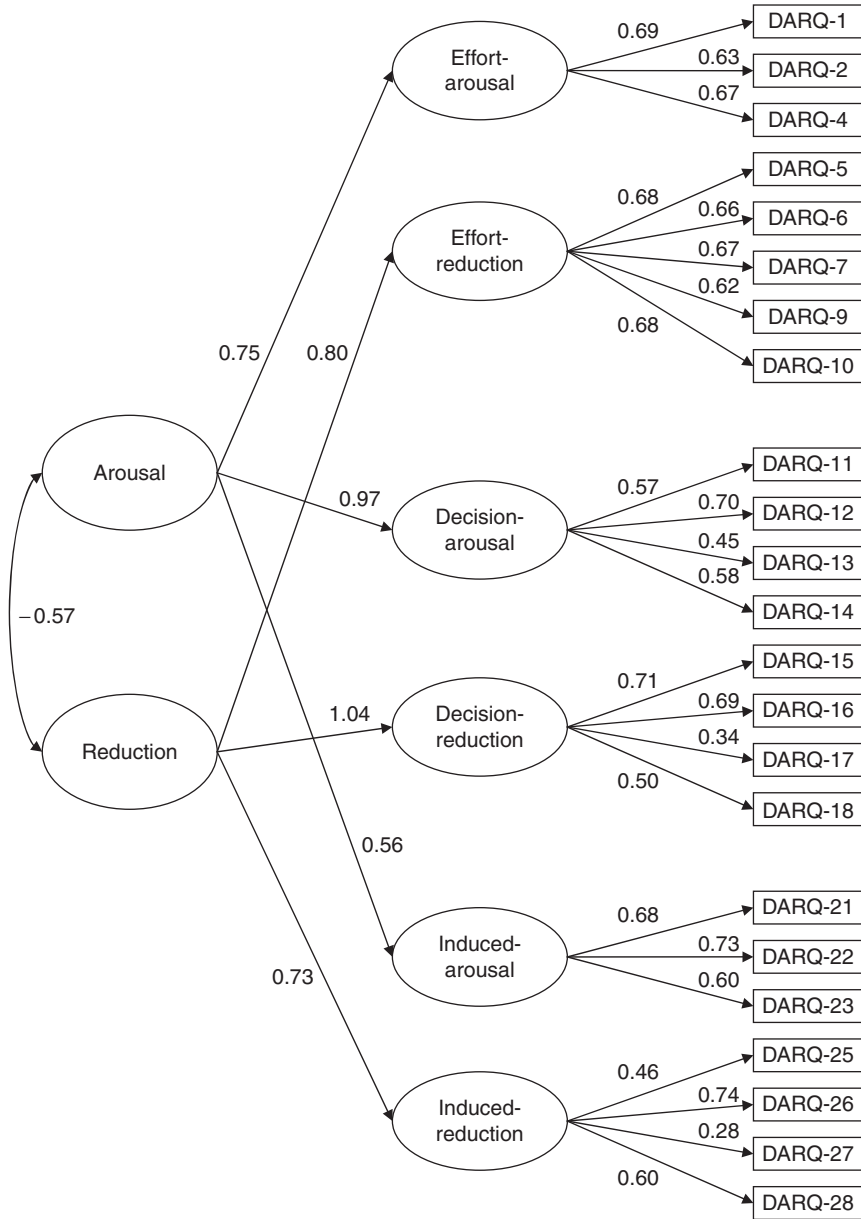 Effort-
arousal
0.69
0.63
0.67
DARQ-1
DARQ-2
DARQ-4
Effort-
reduction
0.68
0.66
0.67
0.62
0.68
DARQ-5
DARQ-6
DARQ-7
DARQ-9
DARQ-10
0.75
0.80
Arousal
0.97
Decision-
arousal
0.57
0.70
0.45
0.58
DARQ-11
DARQ-12
DARQ-13
DARQ-14
−0.57
Reduction
1.04
Decision-
reduction
0.71
0.69
0.34
0.50
DARQ-15
DARQ-16
DARQ-17
DARQ-18
0.56
0.73
Induced-
arousal
0.68
0.73
0.60
DARQ-21
DARQ-22
DARQ-23
Induced-
reduction
0.46
0.74
0.28
0.60
DARQ-25
DARQ-26
DARQ-27
DARQ-28